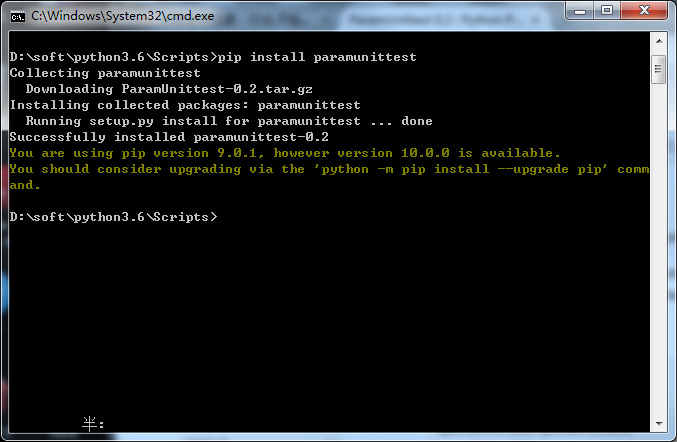 C:\Windows\System32\cmd.exe
D:\soft\python3.6\Scripts>pip install paramunittest
Collecting paramunittest
  Downloading ParamUnittest-0.2.tar.gz
Installing collected packages: paramunittest
  Running setup.py install for paramunittest ... done
Successfully installed paramunittest-0.2
You are using pip version 9.0.1, however version 10.0.0 is available.
You should consider upgrading via the 'python -m pip install --upgrade pip' comm
and.
D:\soft\python3.6\Scripts>
半: